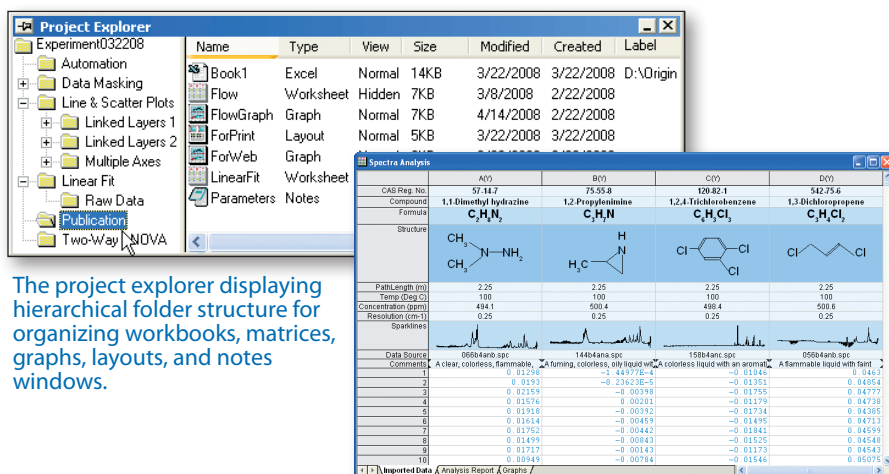 Project Explorer
Experiment032208
Automation
Data Masking
Line & Scatter Plots
Linked Layers 1
Linked Layers 2
Multiple Axes
Linear Fit
Raw Data
Publication
Two-Way NOVA
Name Type View Size Modified Created Label
Book1 Excel Normal 14KB 3/22/2008 3/22/2008 D:\Origin
Flow Worksheet Hidden 7KB 3/8/2008 2/22/2008
FlowGraph Graph Normal 7KB 4/14/2008 2/22/2008
ForPrint Layout Normal 5KB 3/22/2008 3/22/2008
ForWeb Graph
LinearFit Worksheet
Parameters Notes
The project explorer displaying
hierarchical folder structure for
organizing workbooks, matrices,
graphs, layouts, and notes
windows.
Spectra Analysis
A(Y) B(Y) C(Y) D(Y)
CAS Reg. No. 57-14-7 75-55-8 120-82-1 542-75-6
Compound 1,1-Dimethyl hydrazine 1,2-Propylenimine 1,2,4-Trichlorobenzene 1,3-Dichloropropene
Formula C2H8N2 C3H7N C6H3Cl3 C3H4Cl2
Structure
CH3 N NH2 CH3
H N H3C
Cl Cl Cl
Cl Cl
PathLength (m) 2.25 2.25 2.25 2.25
Temp (Deg C) 100 100 100 100
Concentration (ppm) 494.1 500.4 498.4 500.6
Resolution (cm-1) 0.25 0.25 0.25 0.25
Sparklines
Data Source 066b4anb.spc 144b4ana.spc 158b4anc.spc 056b4anb.spc
Comments A clear, colorless, flammable, A fuming, colorless, oily liquid wit A colorless liquid with an aromati A flammable liquid with faint
1 0.01298 -1.44977E-4 -0.01046 0.0463
2 0.0193 -8.23623E-5 -0.01351 0.04854
3 0.02159 -0.00398 -0.01755 0.04777
4 0.01576 0.00201 -0.01179 0.04738
5 0.01918 -0.00392 -0.01734 0.04385
6 0.01614 -0.00459 -0.01495 0.04713
7 0.01752 -0.00442 -0.01841 0.04599
8 0.01499 -0.00843 -0.01525 0.04548
9 0.01717 -0.00143 -0.01173 0.04543
10 0.00949 -0.00784 -0.01546 0.05075
Imported Data Analysis Report Graphs